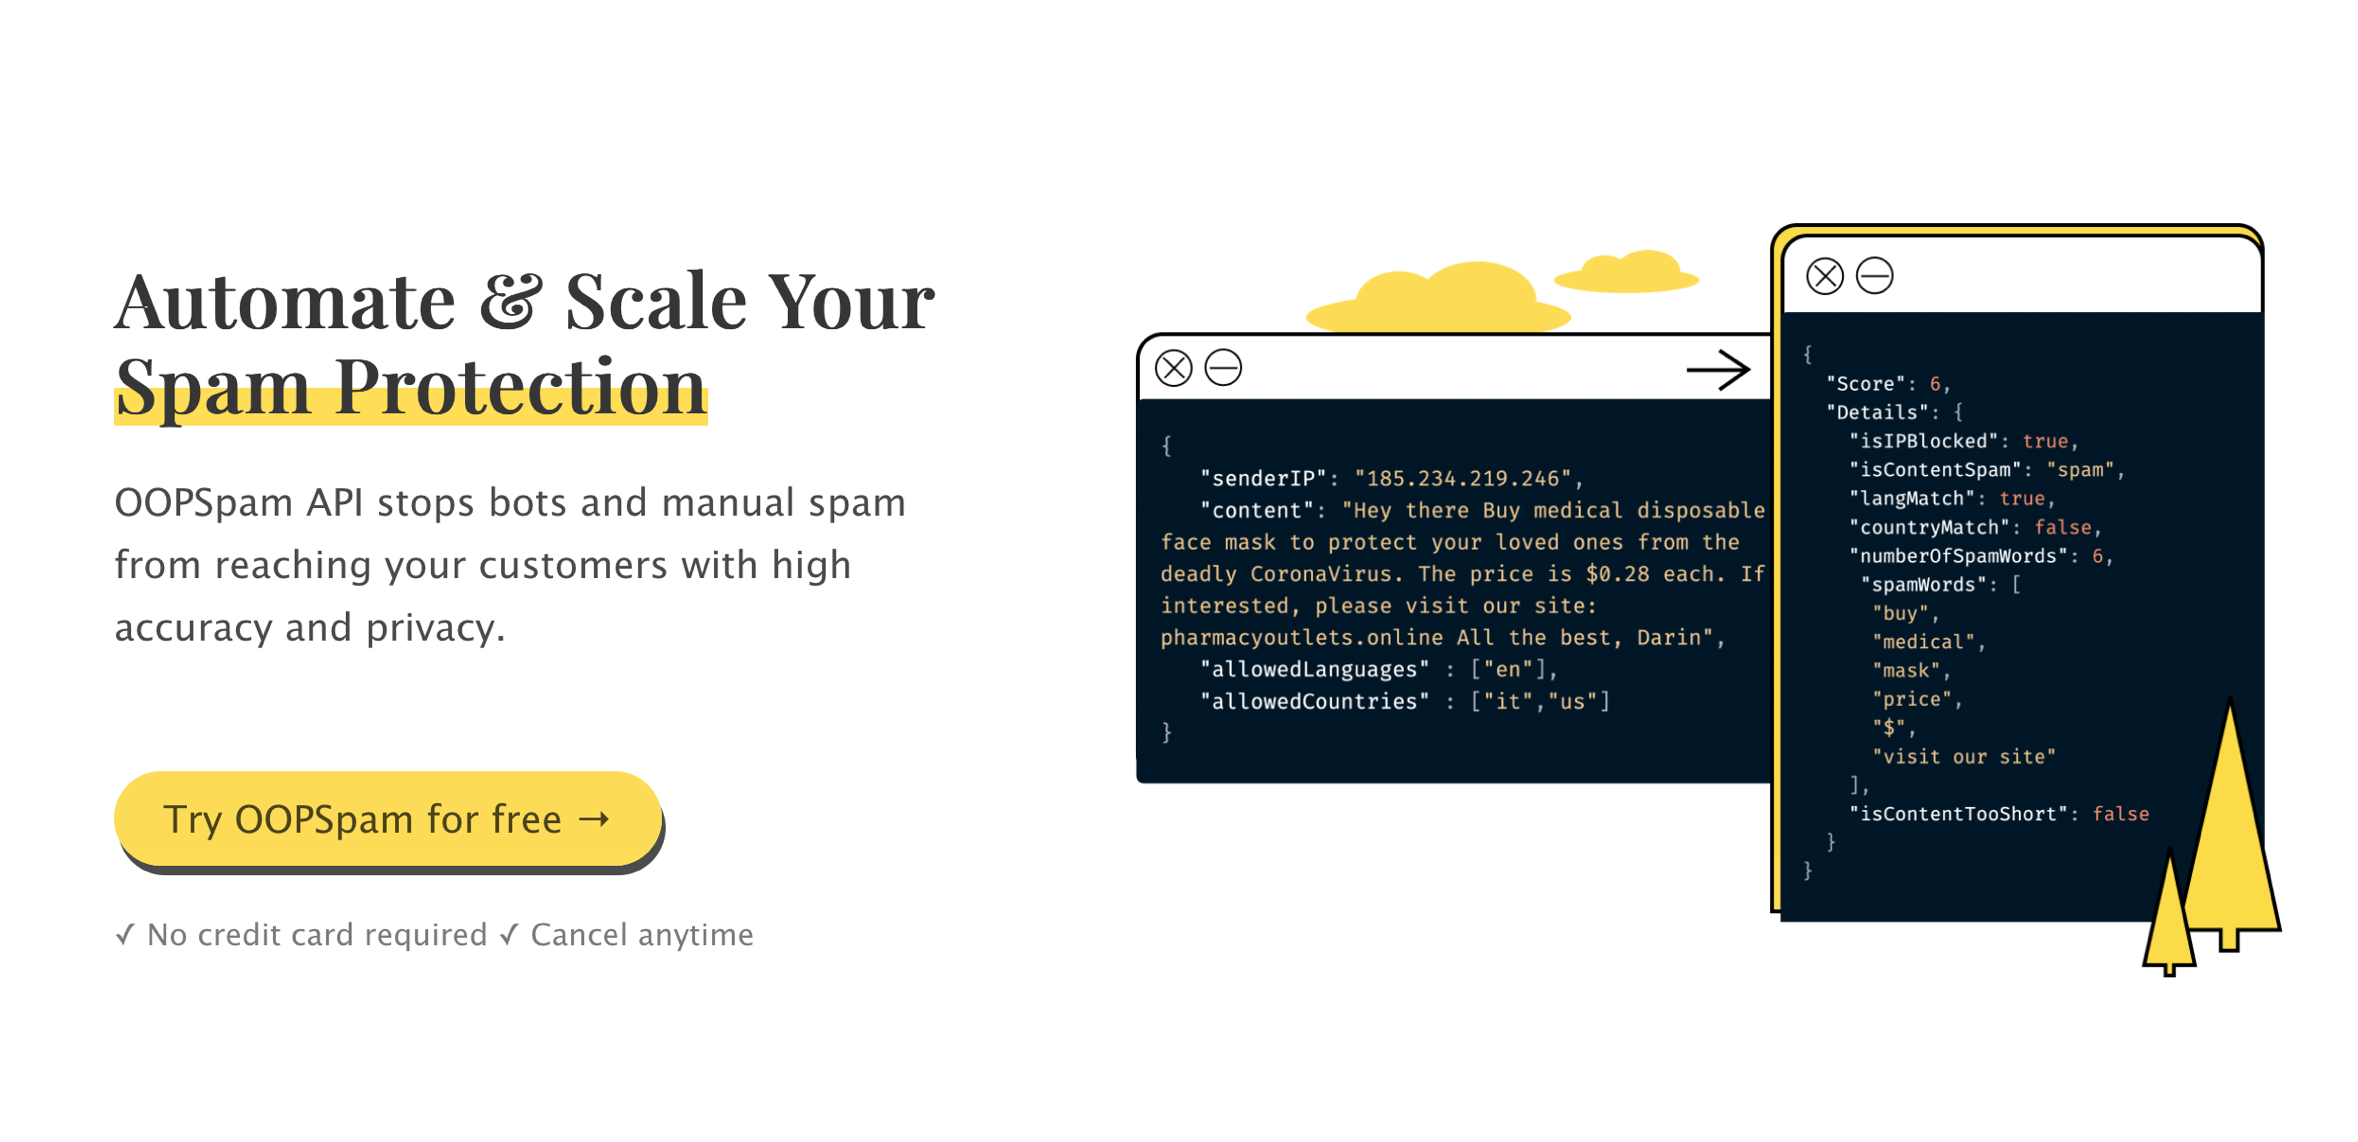 Automate & Scale Your
Spam Protection
OOPSpam API stops bots and manual spam
from reaching your customers with high
accuracy and privacy.
Try OOPSpam for free →
✓ No credit card required ✓ Cancel anytime
{
"senderIP": "185.234.219.246",
"content": "Hey there Buy medical disposable
face mask to protect your loved ones from the
deadly CoronaVirus. The price is $0.28 each. If
interested, please visit our site:
pharmacyoutlets.online All the best, Darin",
"allowedLanguages" : ["en"],
"allowedCountries" : ["it","us"]
}
{
"Score": 6,
"Details": {
"isIPBlocked": true,
"isContentSpam": "spam",
"langMatch": true,
"countryMatch": false,
"numberOfSpamWords": 6,
"spamWords": [
"buy",
"medical",
"mask",
"price",
"$",
"visit our site"
],
"isContentTooShort": false
}
}